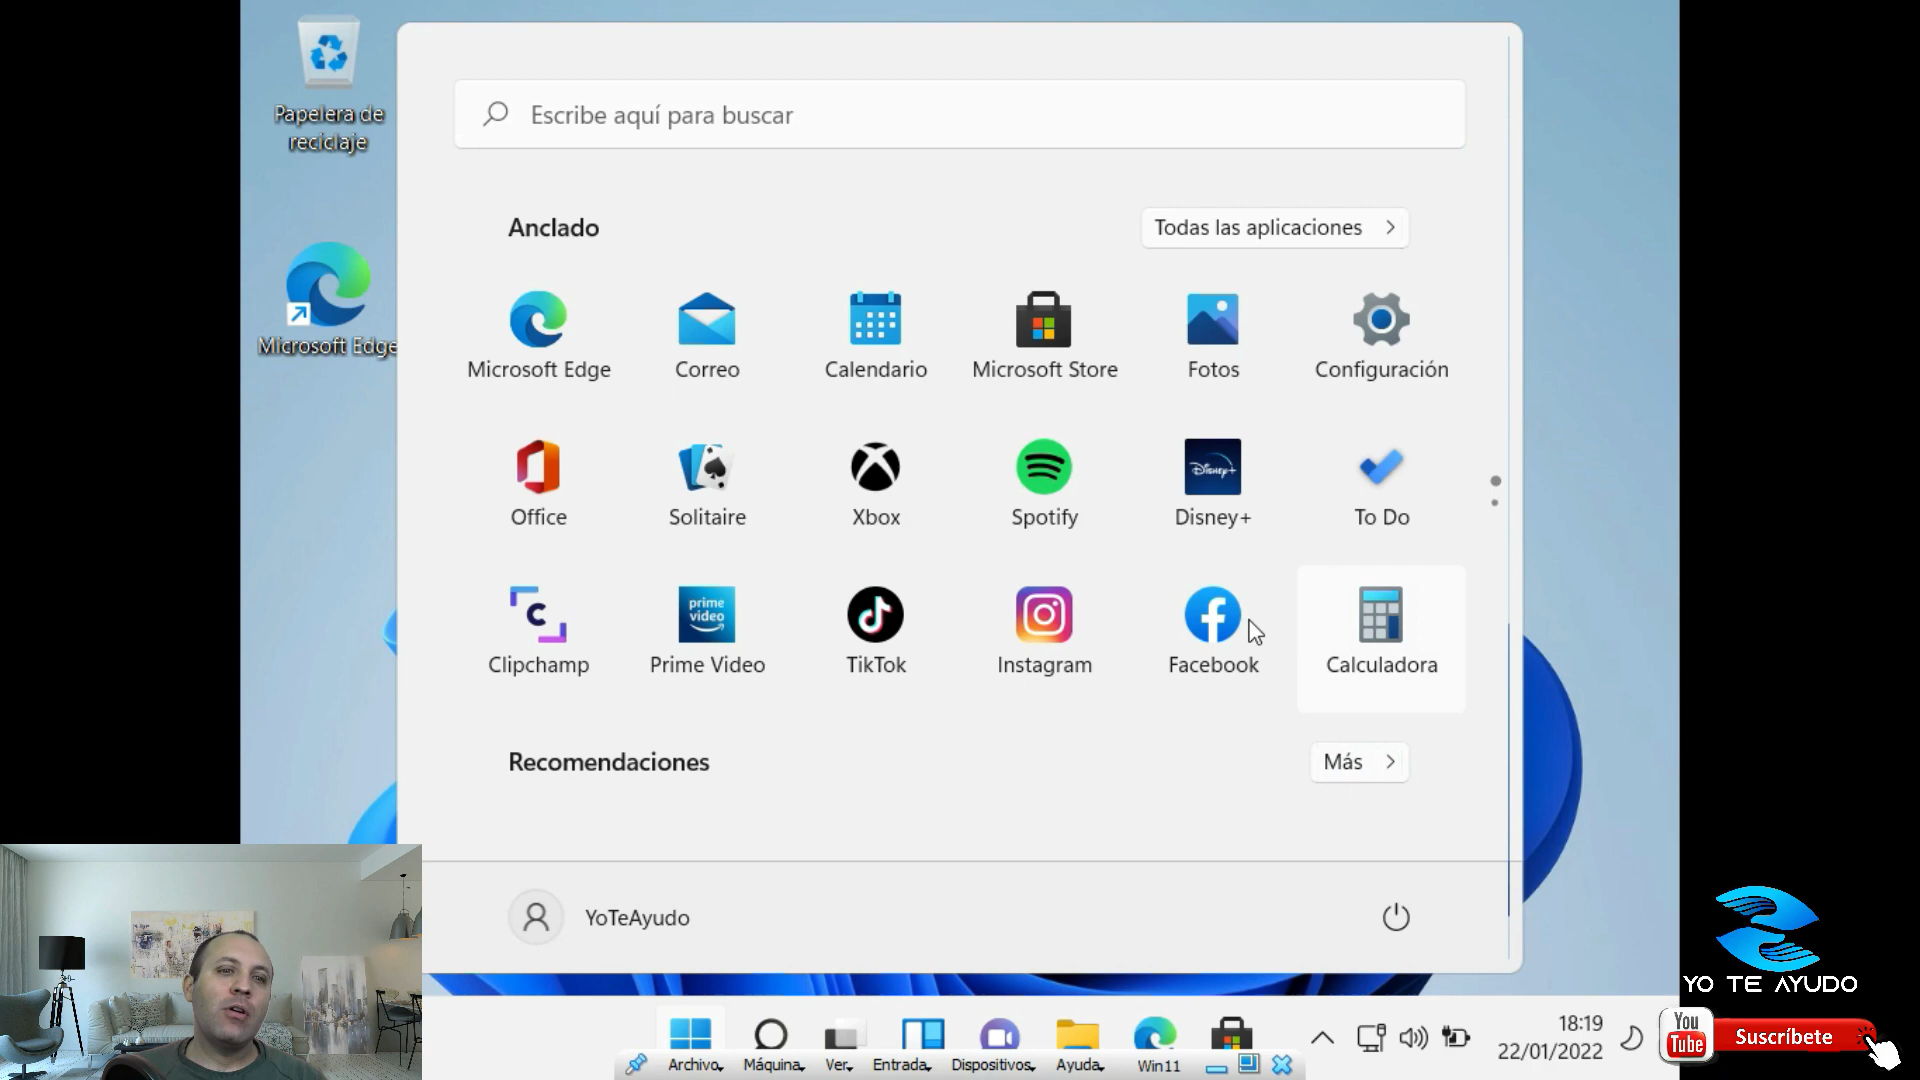 Papelera de
reciclaje
Microsoft Edge
Escribe aquí para buscar
Anclado
Todas las aplicaciones
Microsoft Edge
Correo
Calendario
Microsoft Store
Fotos
Configuración
Office
Solitaire
Xbox
Spotify
Disney+
Disney+
To Do
prime
video
Clipchamp
Prime Video
TikTok
Instagram
Facebook
Calculadora
Recomendaciones
Más
YoTeAyudo
YO TE AYUDO
18:19
22/01/2022
Archivo
Máquina
Ver
Entrada
Dispositivos
Ayuda
Win11
You
Tube
Suscríbete